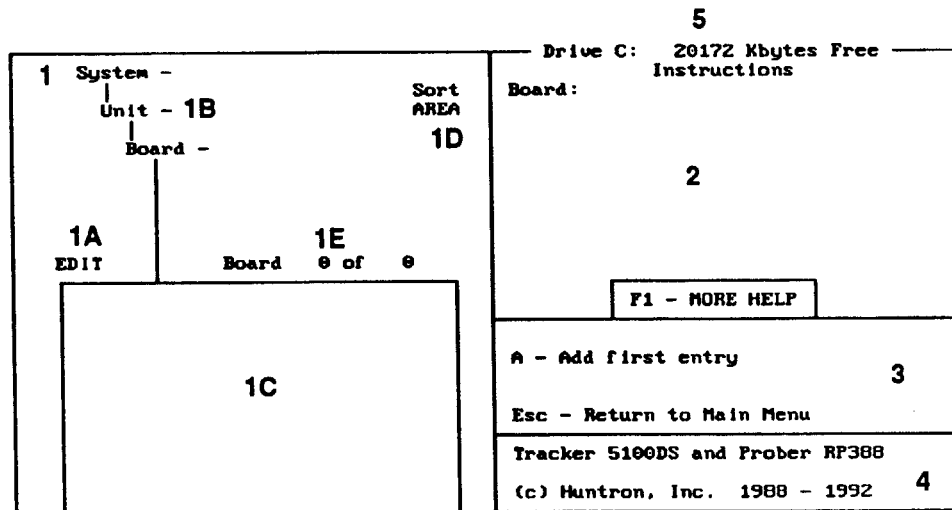 5
Drive C: 20172 Kbytes Free
Instructions
1 System -
Unit - 1B
Board -
Sort
AREA
1D
1A
EDIT
1E
Board 0 of 0
1C
Board:
2
F1 - MORE HELP
A - Add first entry
3
Esc - Return to Main Menu
Tracker 5100DS and Prober RP388
(c) Huntron, Inc. 1988 - 1992 4